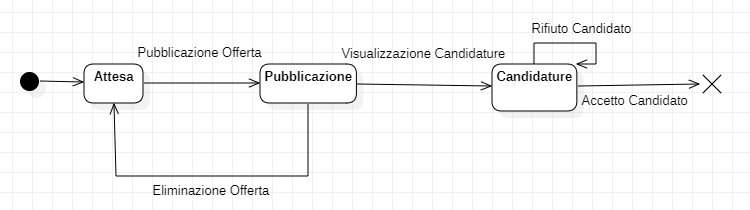 Rifiuto Candidato
Pubblicazione Offerta
Visualizzazione Candidature
Attesa
Pubblicazione
Candidature
Accetto Candidato
Eliminazione Offerta